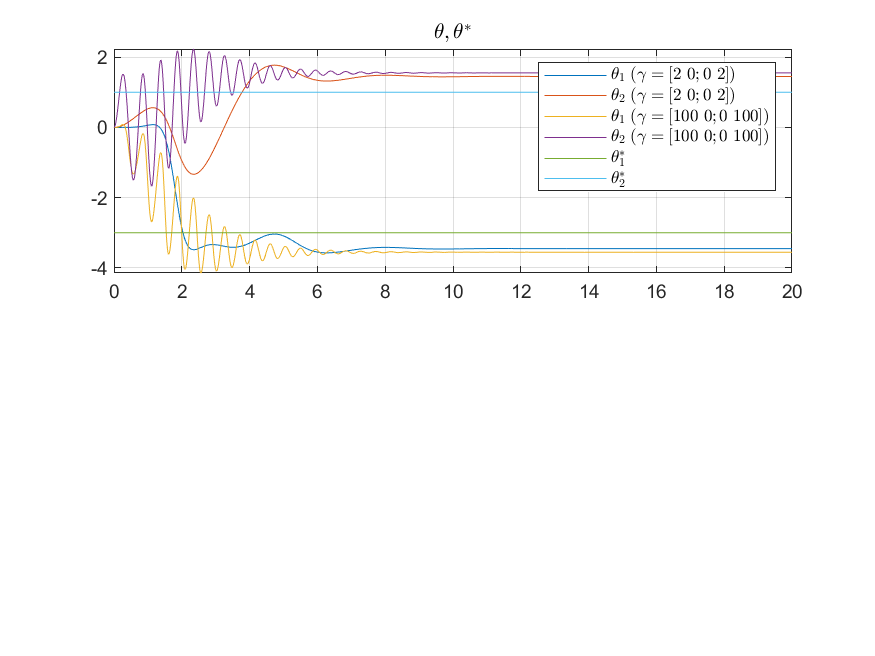 θ, θ*
2
0
-2
-4
0 2 4 6 8 10 12 14 16 18 20
θ₁ (γ = [2 0; 0 2])
θ₂ (γ = [2 0; 0 2])
θ₁ (γ = [100 0; 0 100])
θ₂ (γ = [100 0; 0 100])
θ₁*
θ₂*